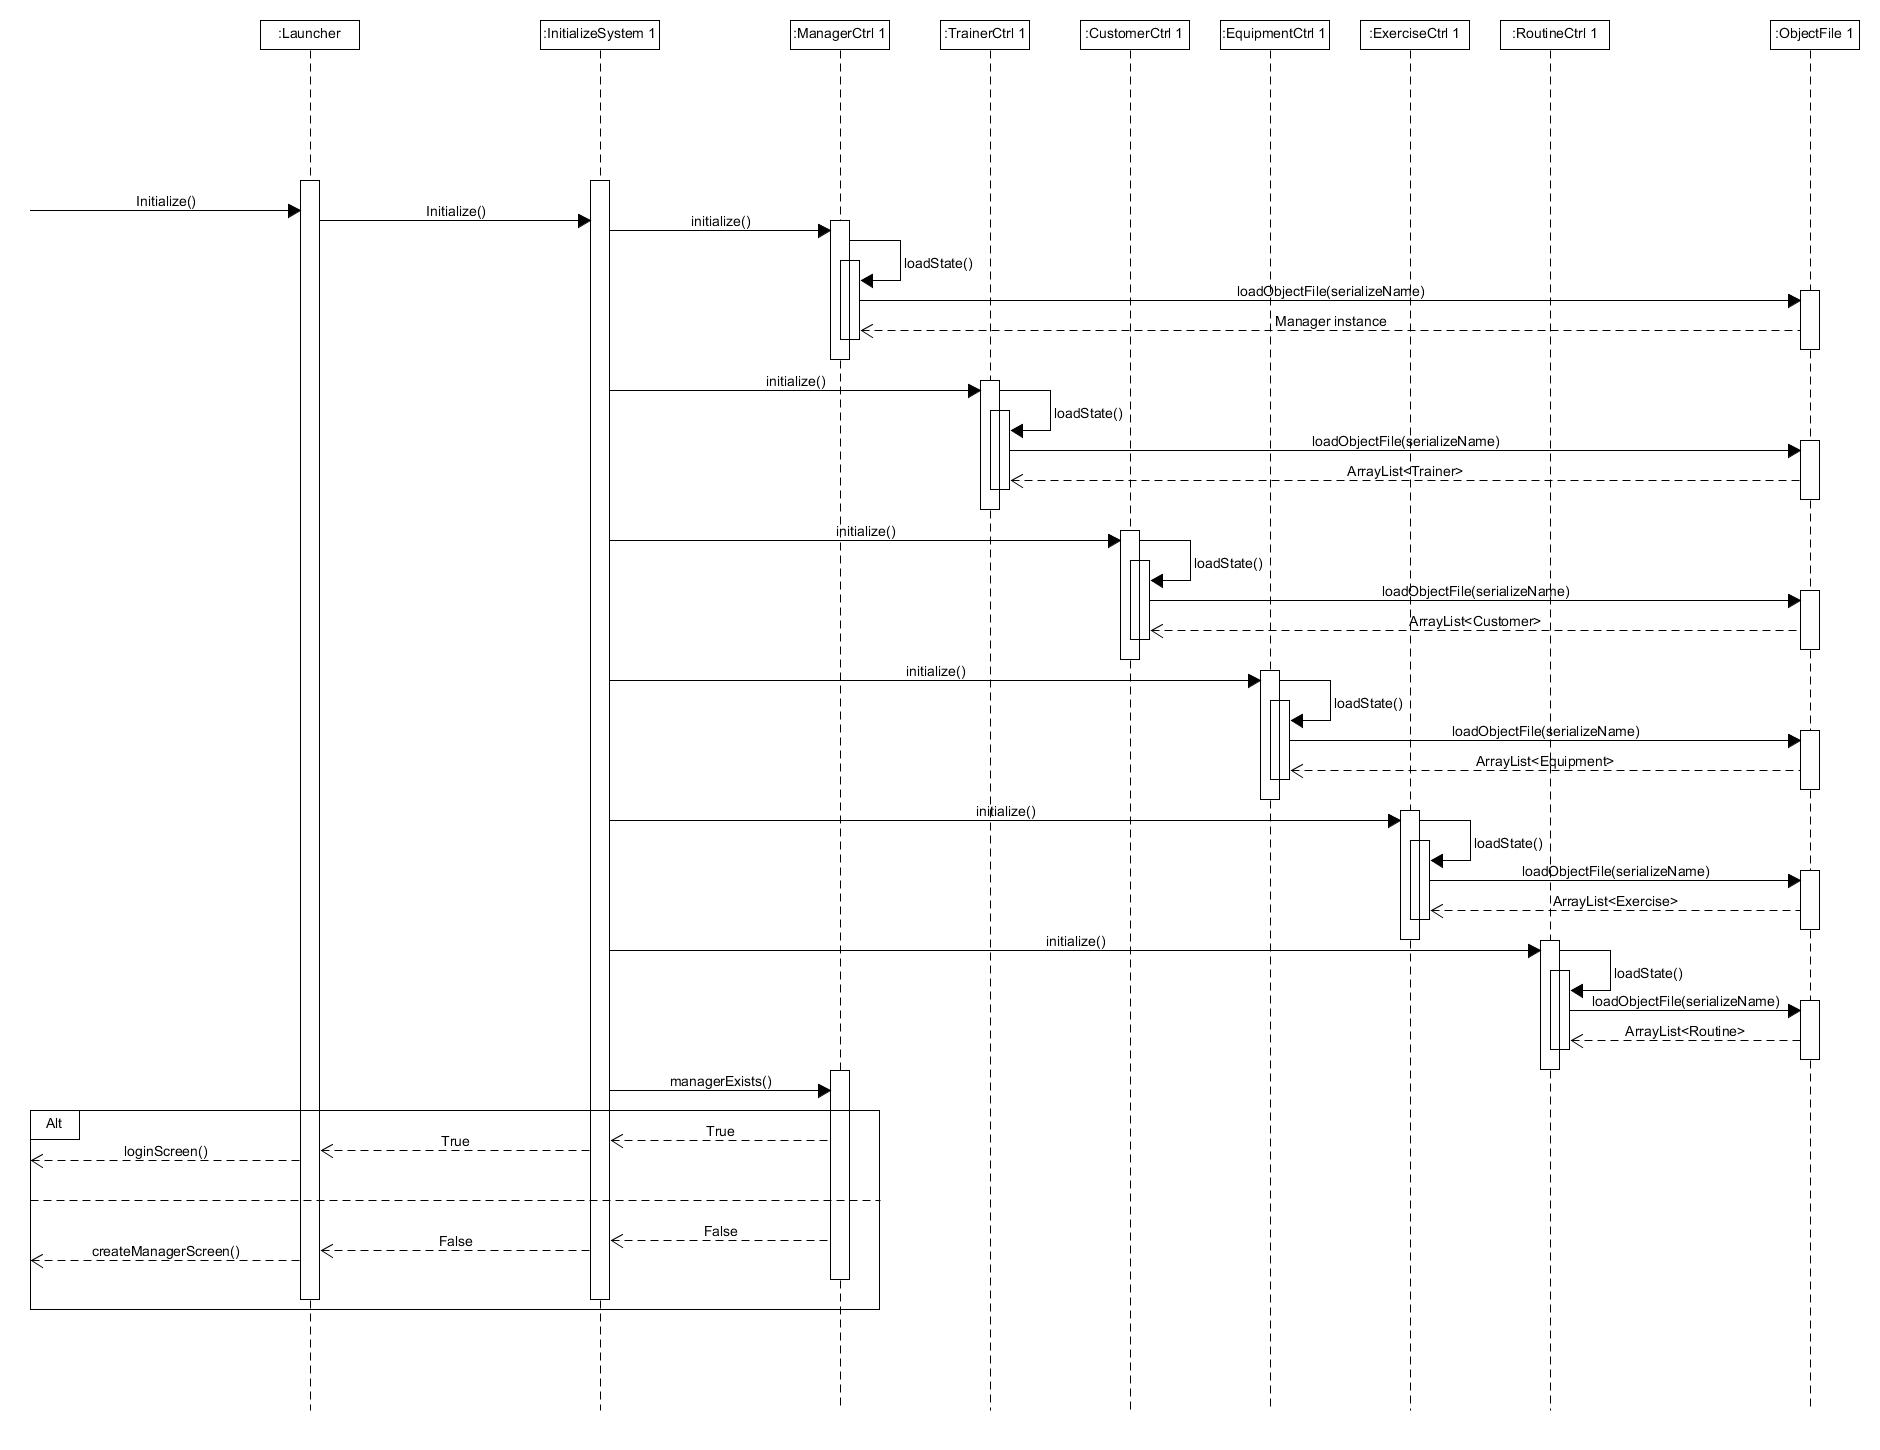 :Launcher
:InitializeSystem 1
:ManagerCtrl 1
:TrainerCtrl 1
:CustomerCtrl 1
:EquipmentCtrl 1
:ExerciseCtrl 1
:RoutineCtrl 1
:ObjectFile 1
Initialize()
Initialize()
initialize()
loadState()
loadObjectFile(serializeName)
Manager instance
initialize()
loadState()
loadObjectFile(serializeName)
ArrayList<Trainer>
initialize()
loadState()
loadObjectFile(serializeName)
ArrayList<Customer>
initialize()
loadState()
loadObjectFile(serializeName)
ArrayList<Equipment>
initialize()
loadState()
loadObjectFile(serializeName)
ArrayList<Exercise>
initialize()
loadState()
loadObjectFile(serializeName)
ArrayList<Routine>
managerExists()
Alt
True
True
loginScreen()
False
False
createManagerScreen()